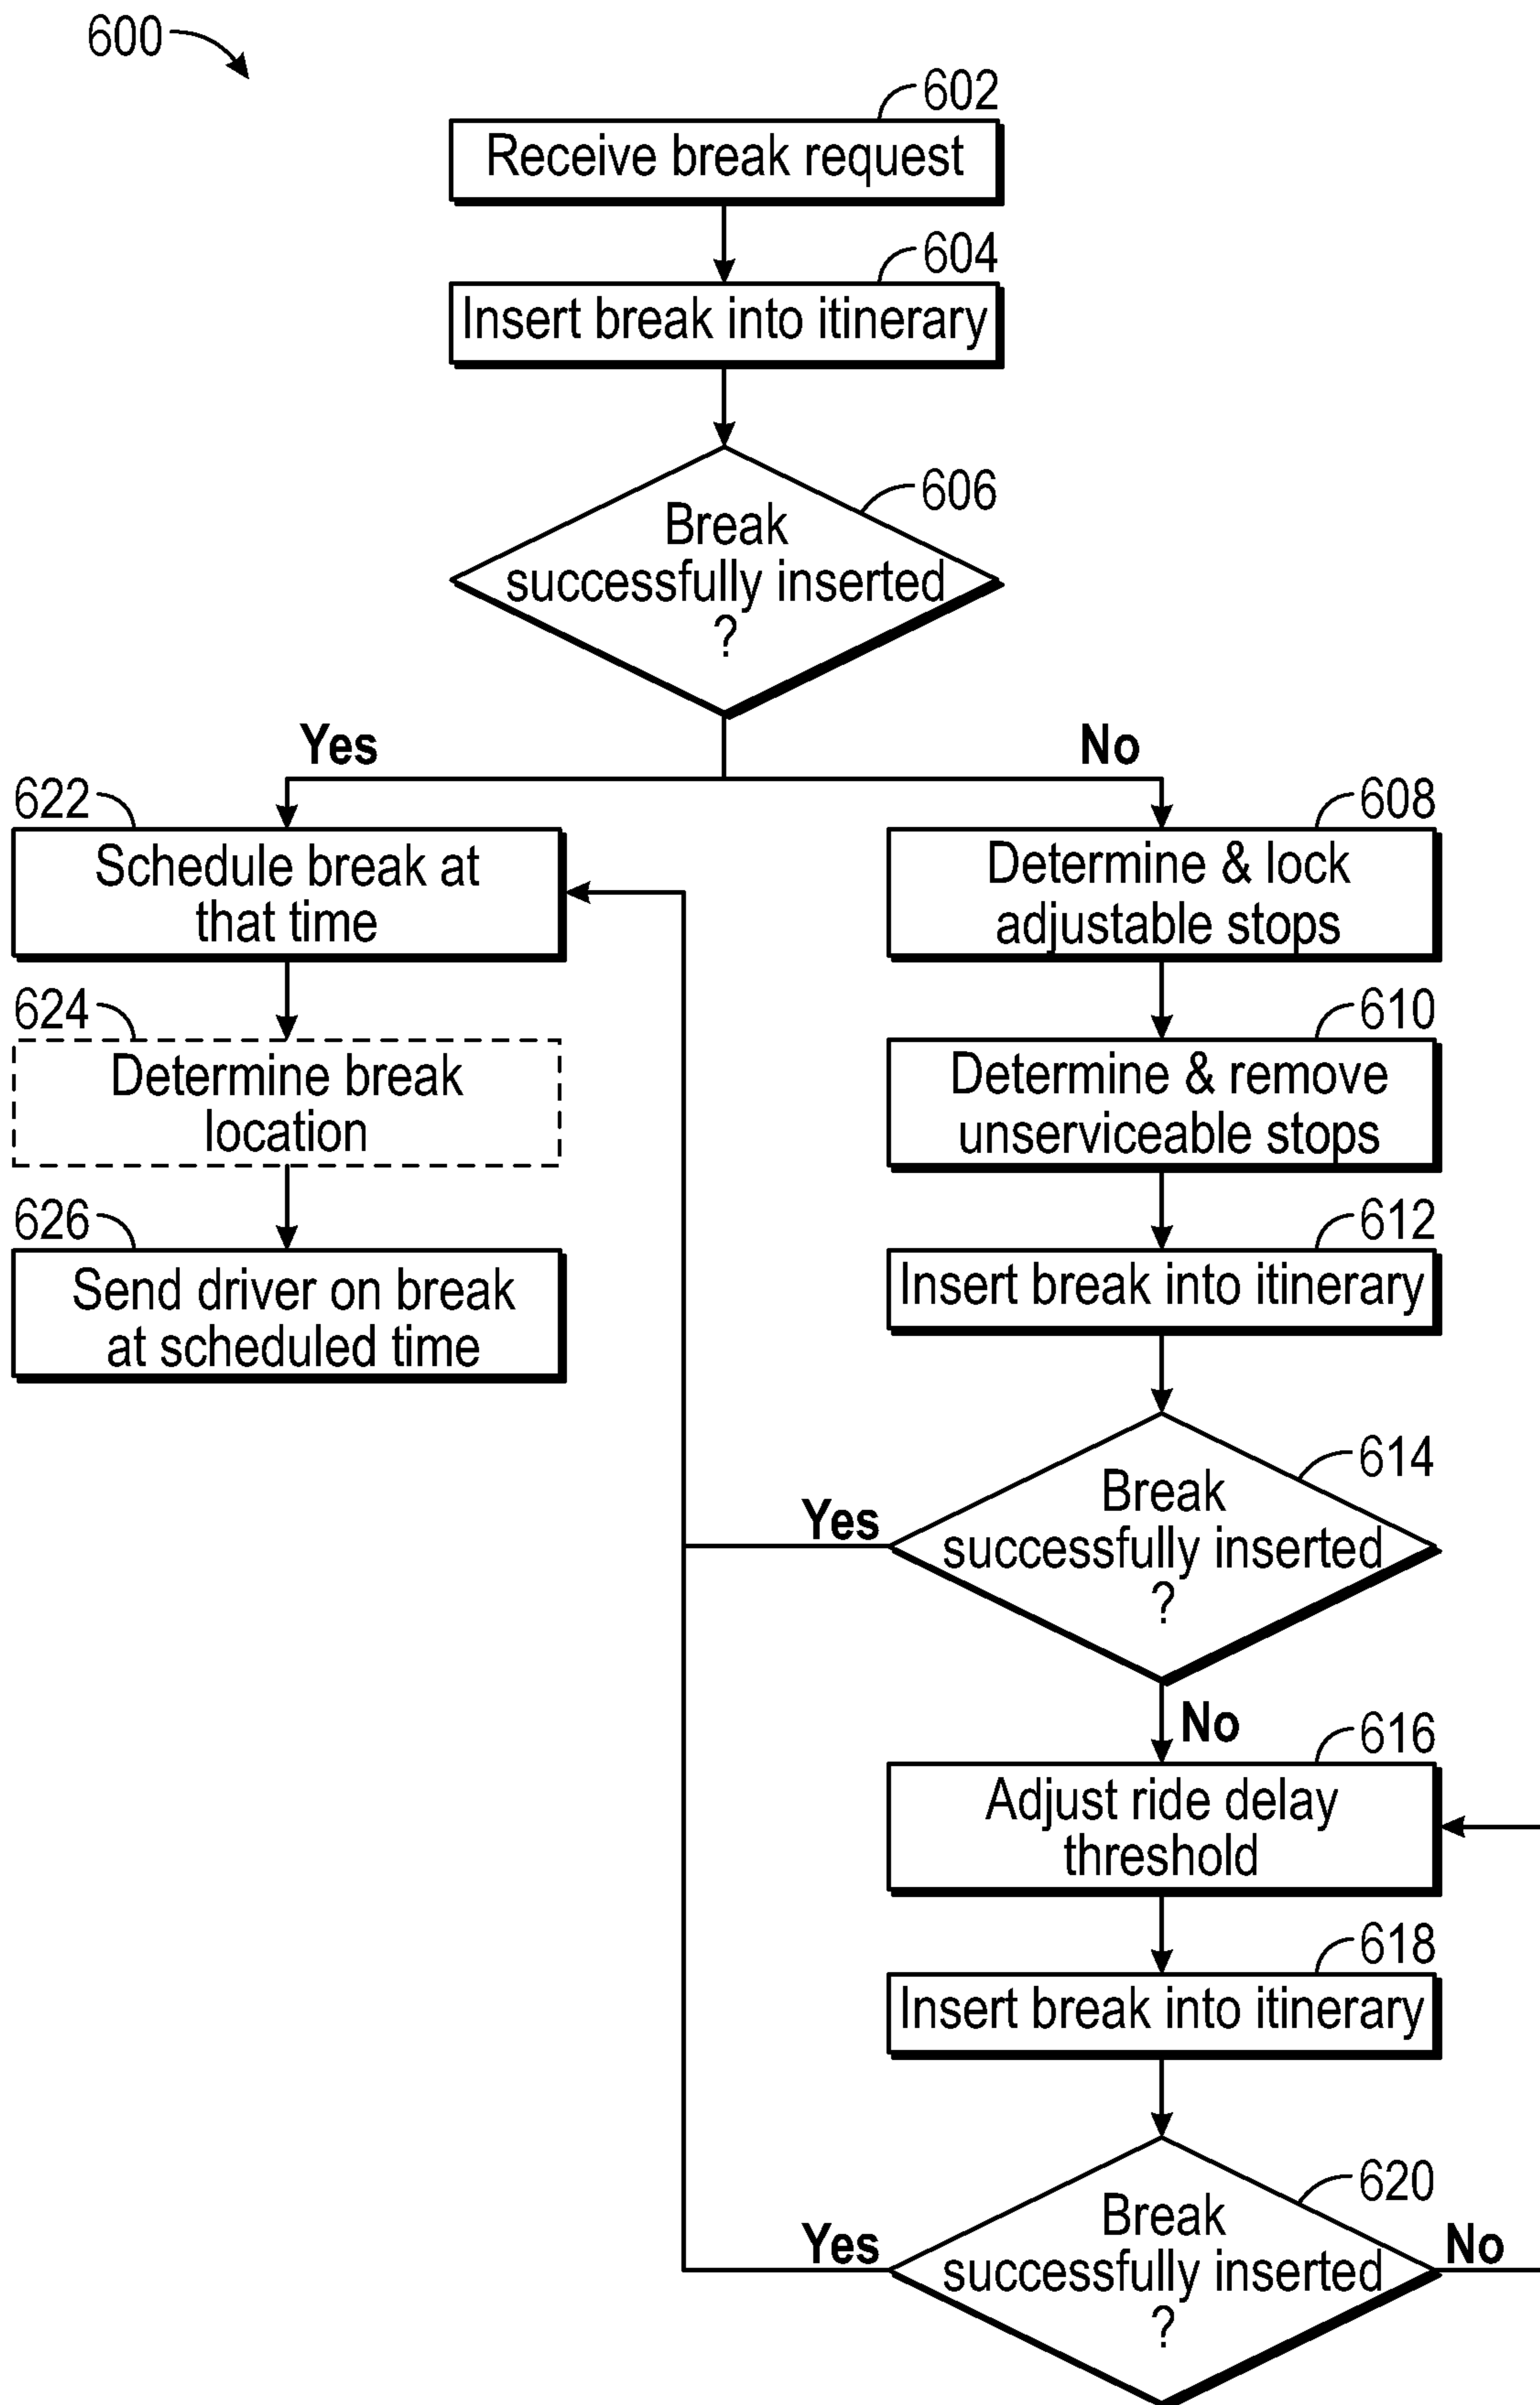 600
602
Receive break request
604
Insert break into itinerary
606
Break
successfully inserted
?
Yes
No
622
Schedule break at
that time
624
Determine break
location
626
Send driver on break
at scheduled time
608
Determine & lock
adjustable stops
610
Determine & remove
unserviceable stops
612
Insert break into itinerary
614
Break
successfully inserted
?
Yes
No
616
Adjust ride delay
threshold
618
Insert break into itinerary
620
Break
successfully inserted
?
Yes
No